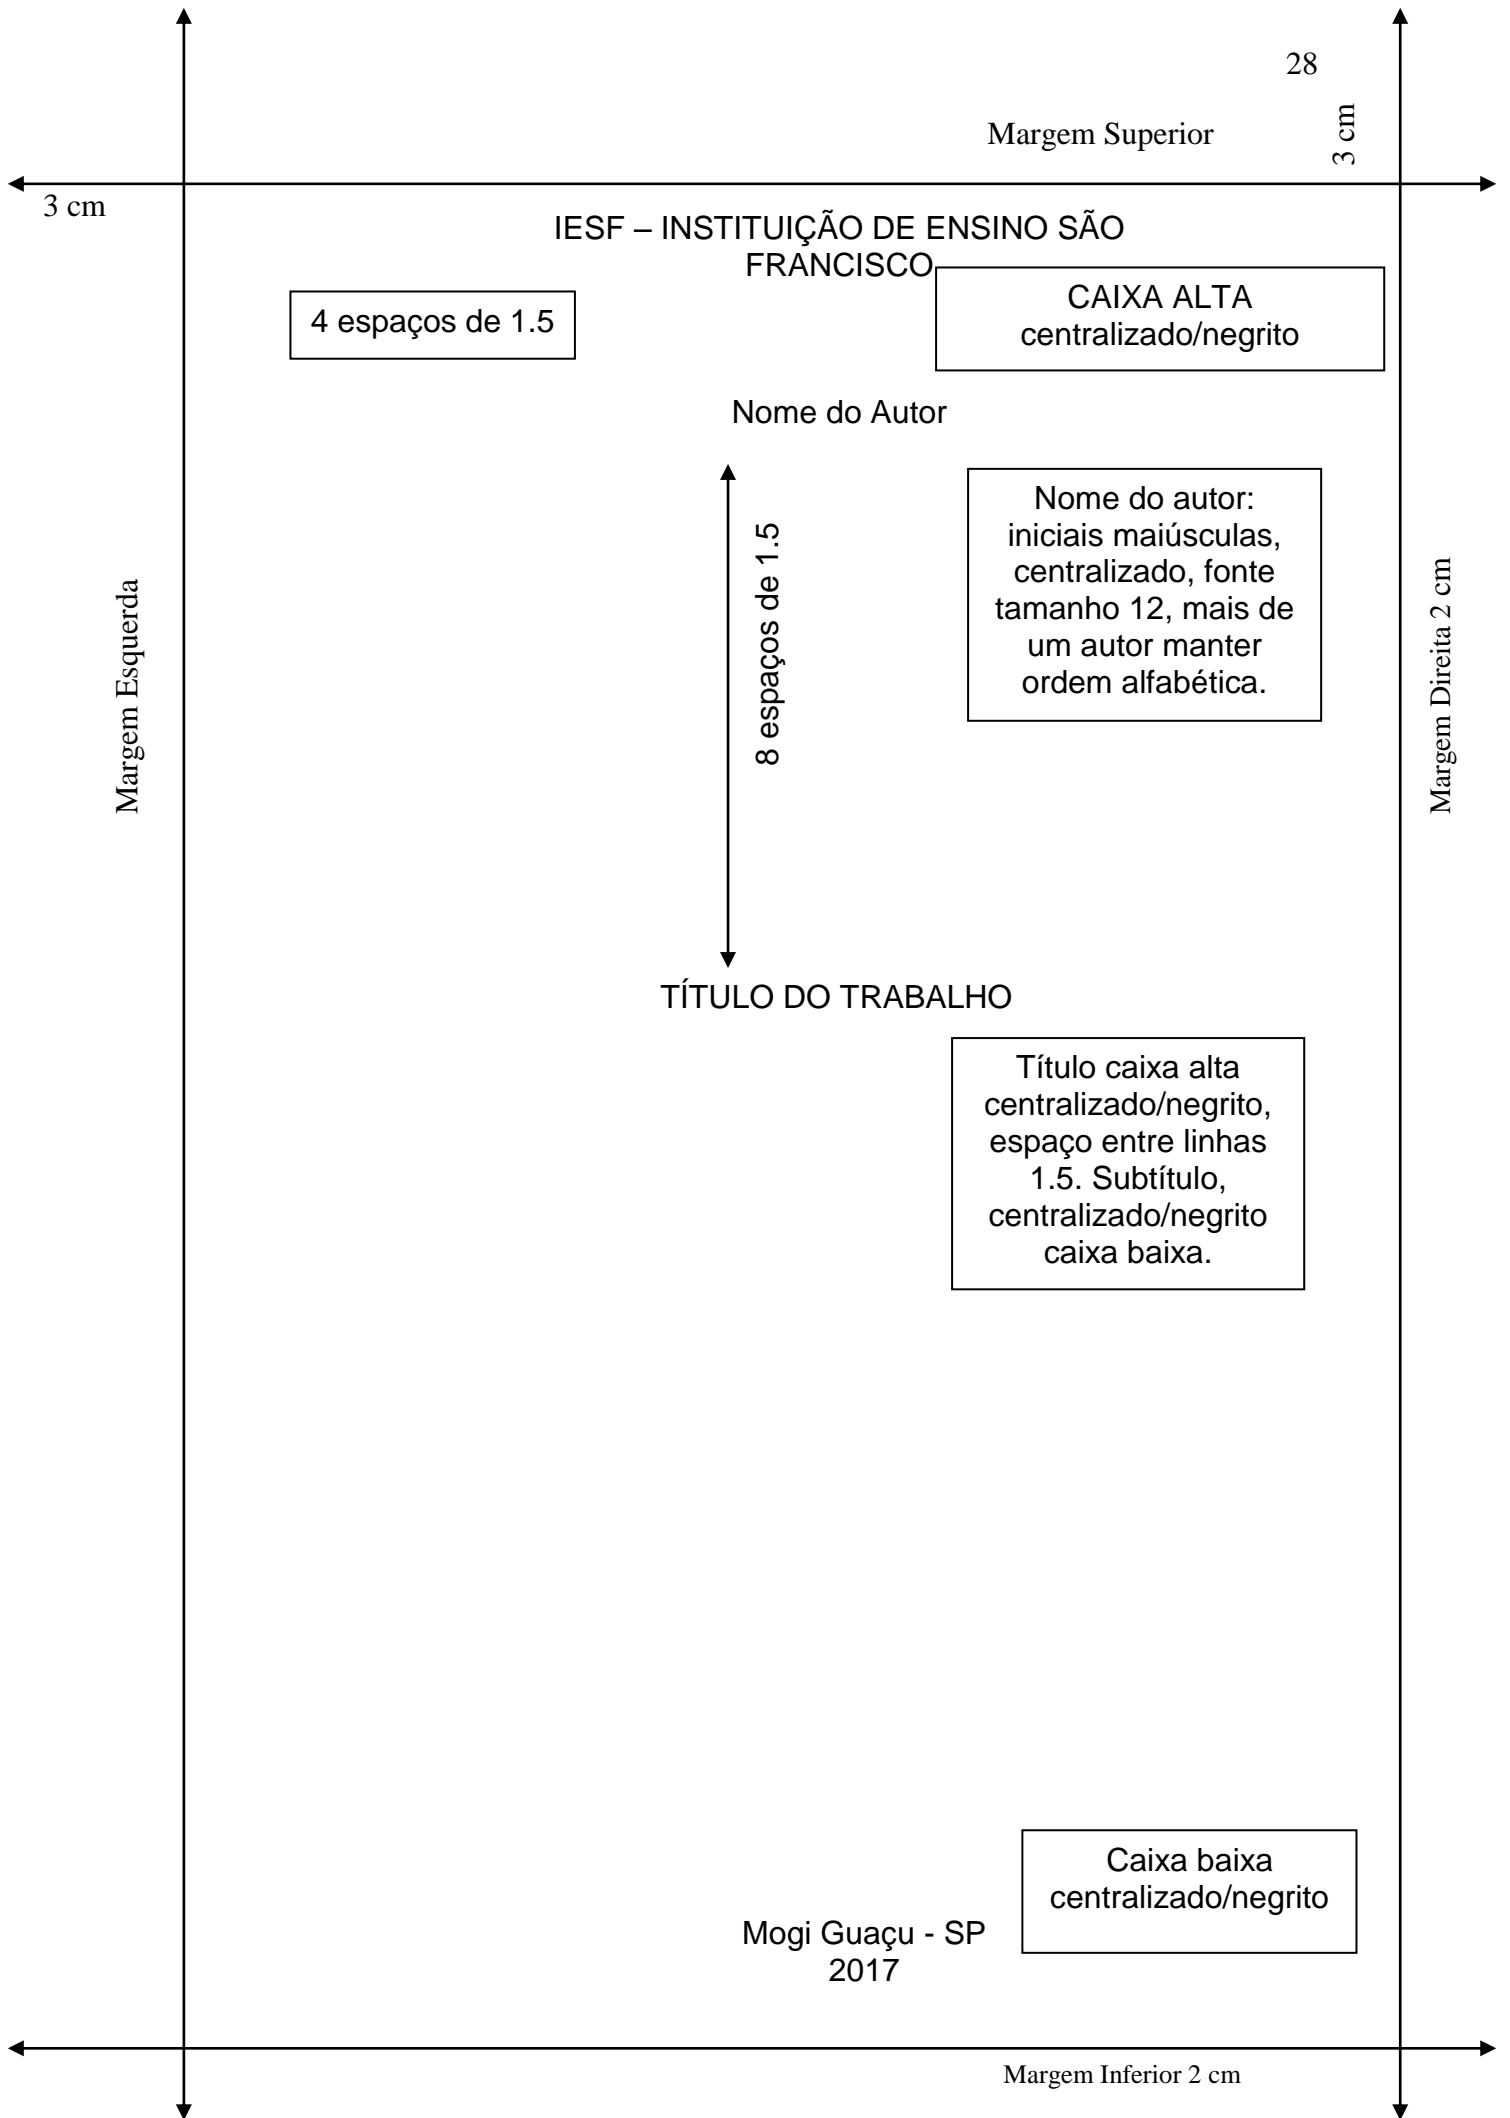 28
Margem Superior
3 cm
3 cm
IESF – INSTITUIÇÃO DE ENSINO SÃO
FRANCISCO
CAIXA ALTA
centralizado/negrito
4 espaços de 1.5
Nome do Autor
Nome do autor:
iniciais maiúsculas,
centralizado, fonte
tamanho 12, mais de
um autor manter
ordem alfabética.
8 espaços de 1.5
Margem Esquerda
Margem Direita 2 cm
TÍTULO DO TRABALHO
Título caixa alta
centralizado/negrito,
espaço entre linhas
1.5. Subtítulo,
centralizado/negrito
caixa baixa.
Caixa baixa
centralizado/negrito
Mogi Guaçu - SP
2017
Margem Inferior 2 cm